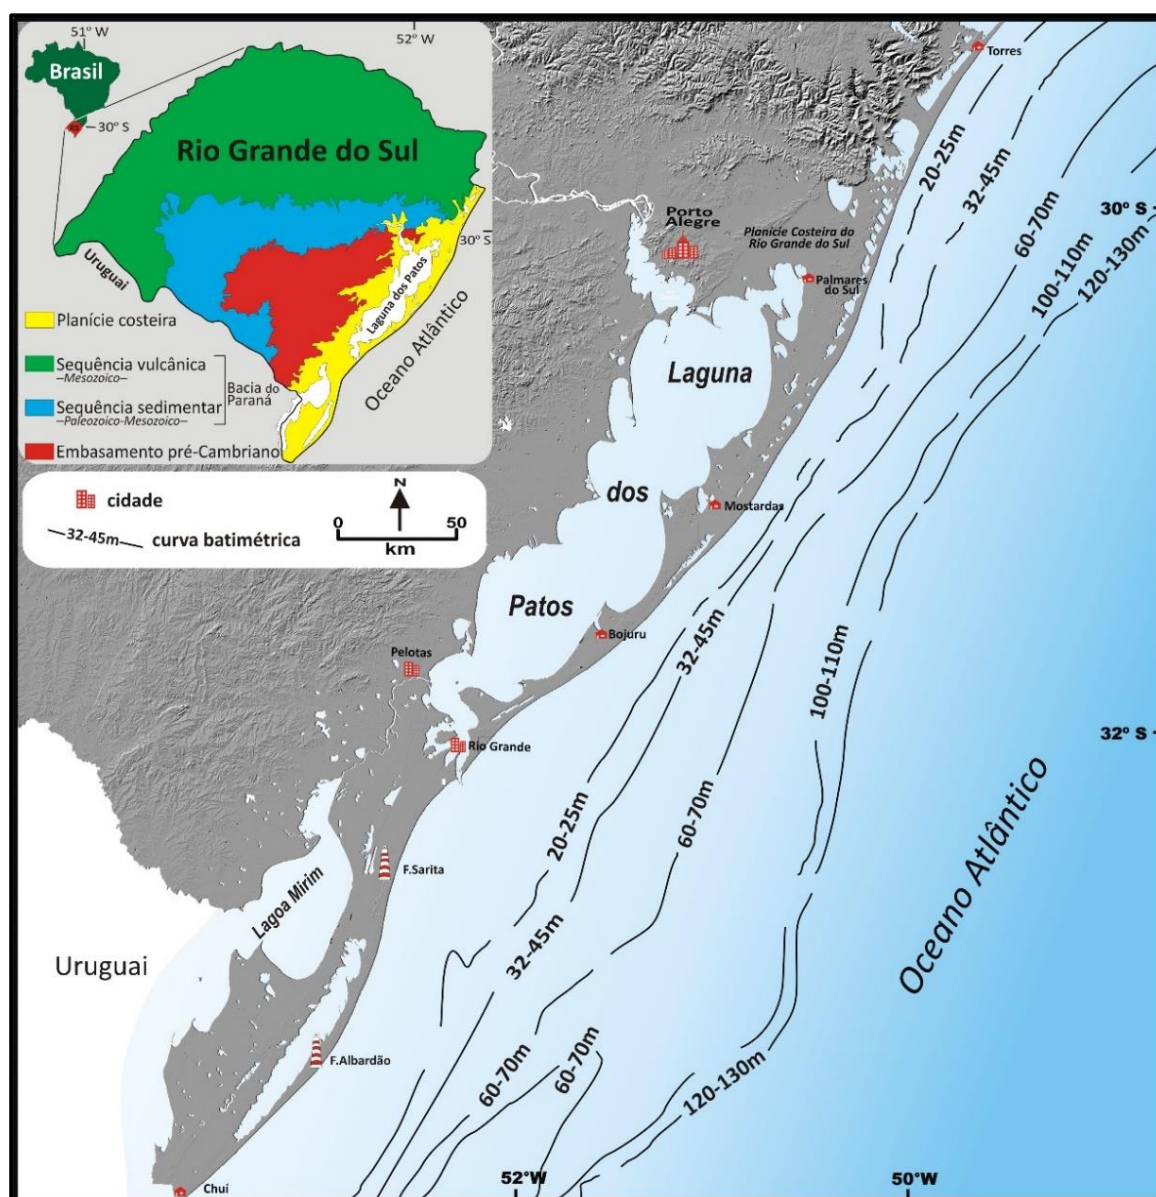 51° W
52° W
Brasil
30° S
Rio Grande do Sul
30° S
Uruguai
Laguna dos Patos
Oceano Atlântico
Planície costeira
Sequência vulcânica
–Mesozoico–
Sequência sedimentar
–Paleozoico-Mesozoico–
Bacia do
Paraná
Embasamento pré-Cambriano
cidade
32-45m
curva batimétrica
N
0
50
km
Torres
20-25m
32-45m
60-70m
100-110m
120-130m
30° S
Porto
Alegre
Planície Costeira do
Rio Grande do Sul
Palmares
do Sul
Laguna
dos
Patos
Mostardas
Bojuru
Pelotas
Rio Grande
32-45m
100-110m
32° S
20-25m
60-70m
F.Sarita
Lagoa Mirim
32-45m
Oceano Atlântico
Uruguai
F.Albardão
60-70m
60-70m
120-130m
Chuí
52°W
50°W